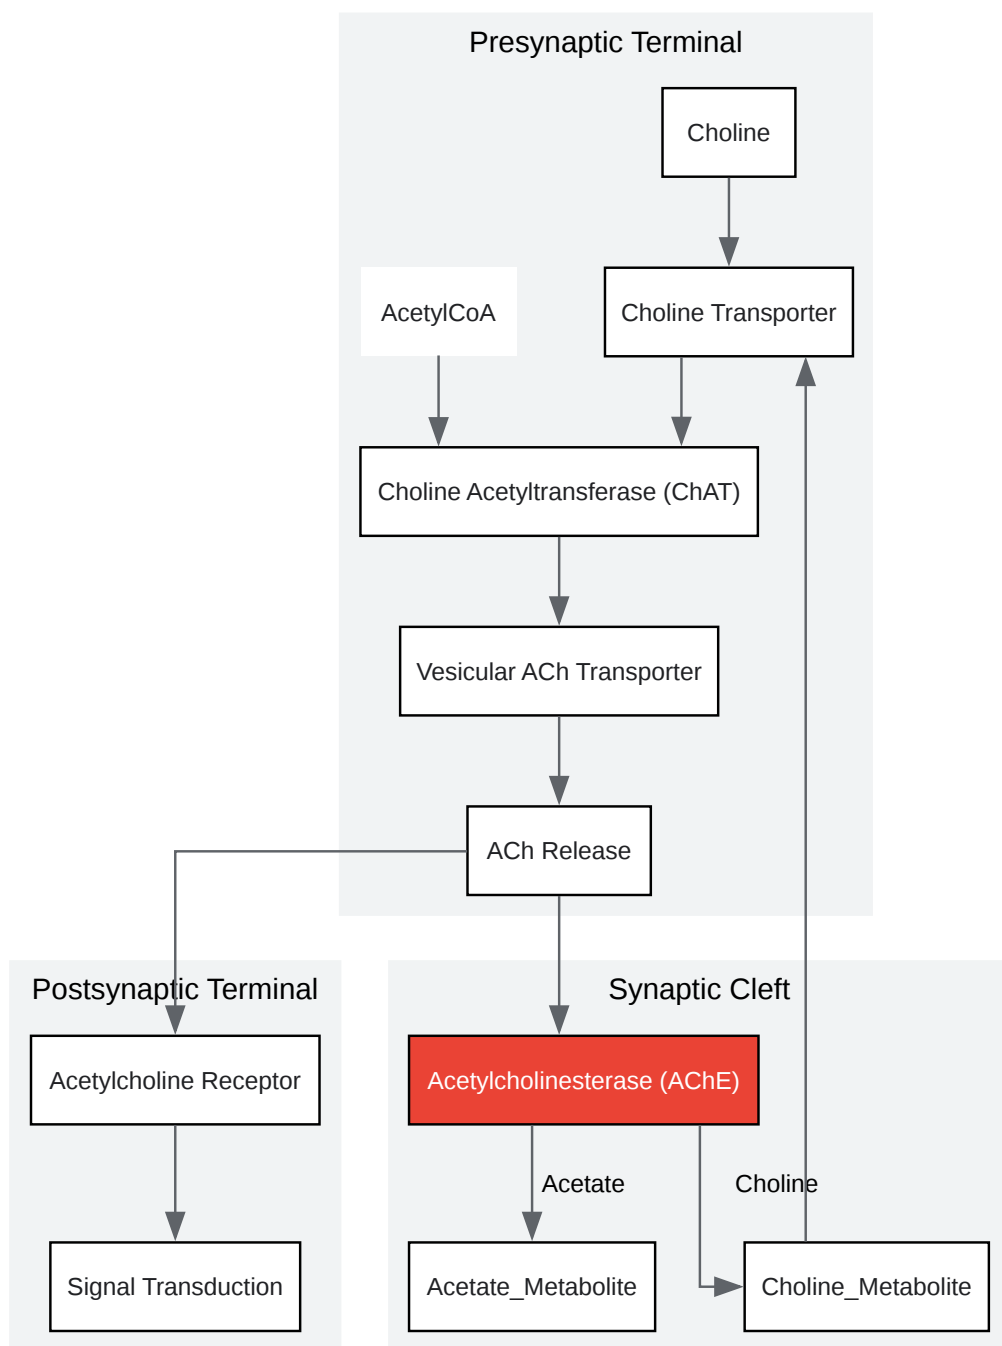 Presynaptic Terminal
Choline
AcetylCoA
Choline Transporter
Choline Acetyltransferase (ChAT)
Vesicular ACh Transporter
ACh Release
Postsynaptic Terminal
Synaptic Cleft
Acetylcholine Receptor
Acetylcholinesterase (AChE)
Acetate
Choline
Signal Transduction
Acetate_Metabolite
Choline_Metabolite